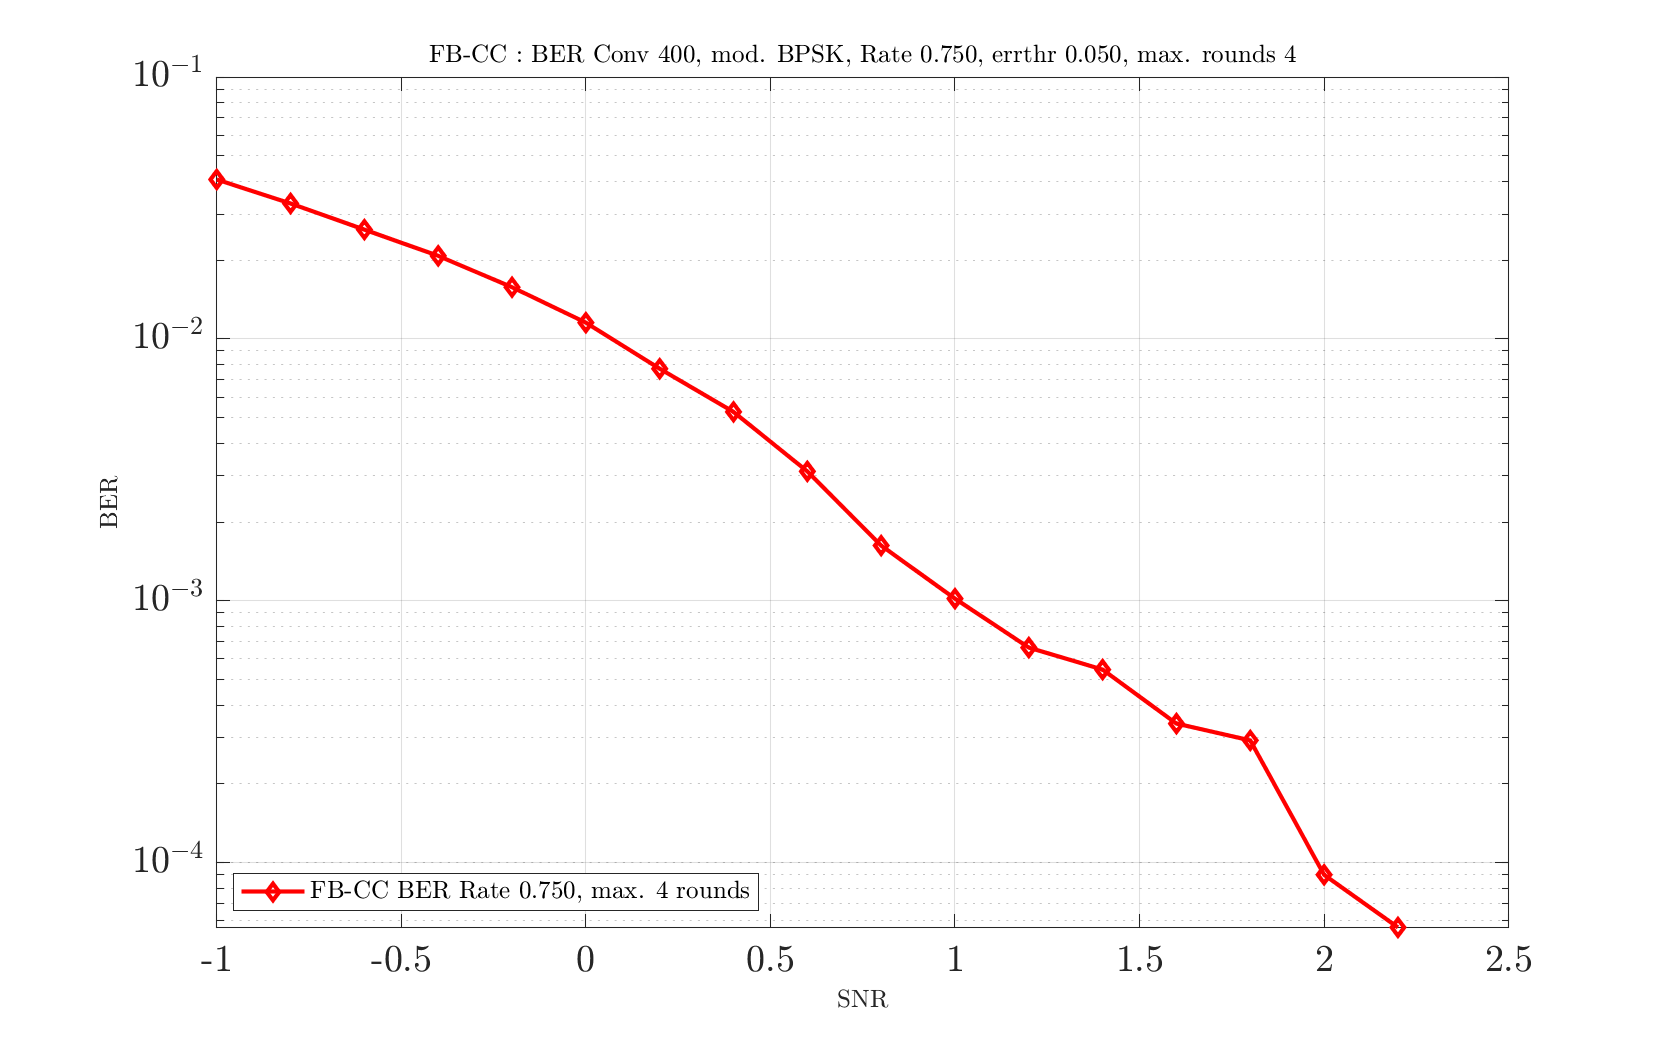 FB-CC : BER Conv 400, mod. BPSK, Rate 0.750, errthr 0.050, max. rounds 4
10⁻¹
10⁻²
10⁻³
10⁻⁴
BER
FB-CC BER Rate 0.750, max. 4 rounds
-1 -0.5 0 0.5 1 1.5 2 2.5
SNR